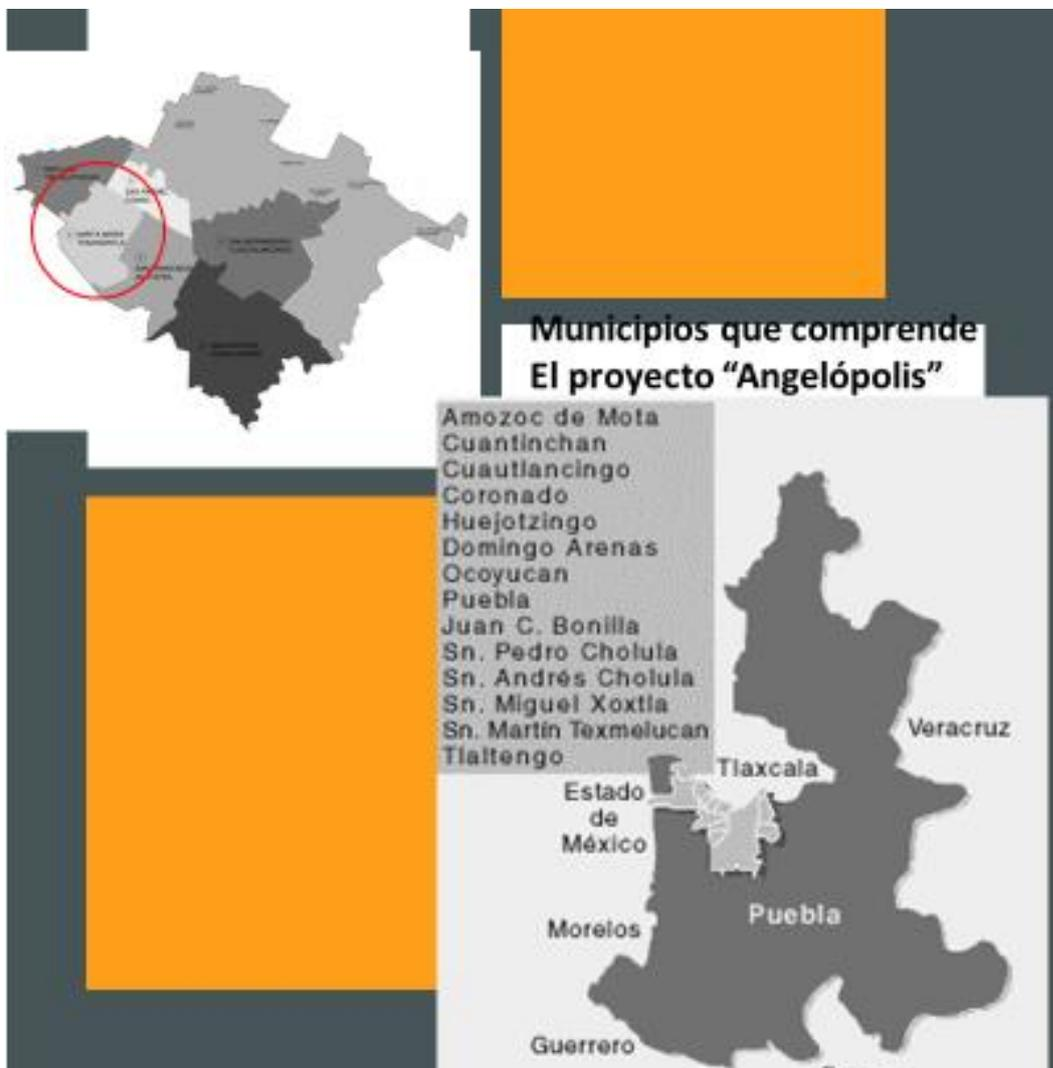 Municipios que comprende
El proyecto “Angelópolis”
Amozoc de Mota
Cuantinchan
Cuautlancingo
Coronado
Huejotzingo
Domingo Arenas
Ocoyucan
Puebla
Juan C. Bonilla
Sn. Pedro Cholula
Sn. Andrés Cholula
Sn. Miguel Xoxtla
Sn. Martín Texmelucan
Tlaltengo
Veracruz
Tlaxcala
Estado
de
México
Puebla
Morelos
Guerrero